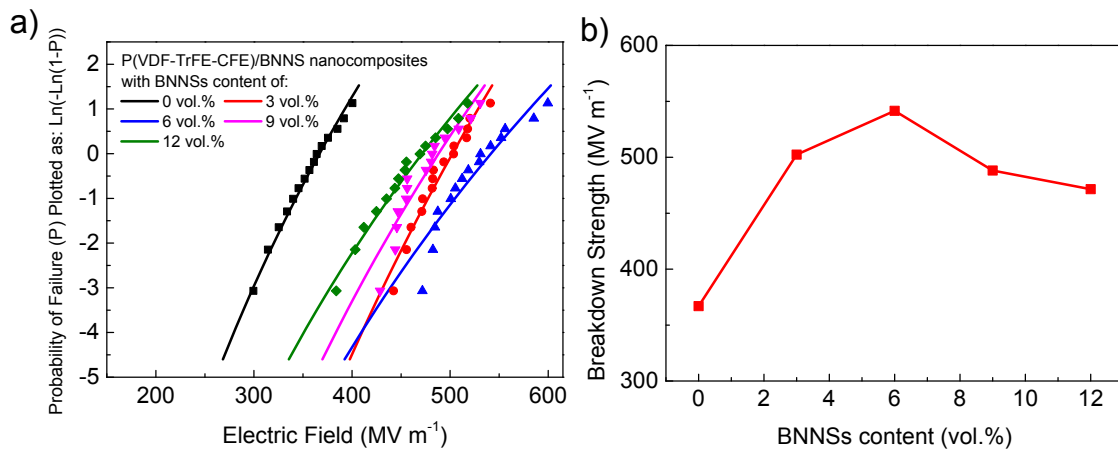 a)
Probability of Failure (P) Plotted as: Ln(-Ln(1-P))
2
1
0
-1
-2
-3
-4
-5
P(VDF-TrFE-CFE)/BNNS nanocomposites
with BNNSs content of:
0 vol.% 3 vol.%
6 vol.% 9 vol.%
12 vol.%
200 300 400 500 600
Electric Field (MV m⁻¹)
b)
Breakdown Strength (MV m⁻¹)
600
500
400
300
0 2 4 6 8 10 12
BNNSs content (vol.%)